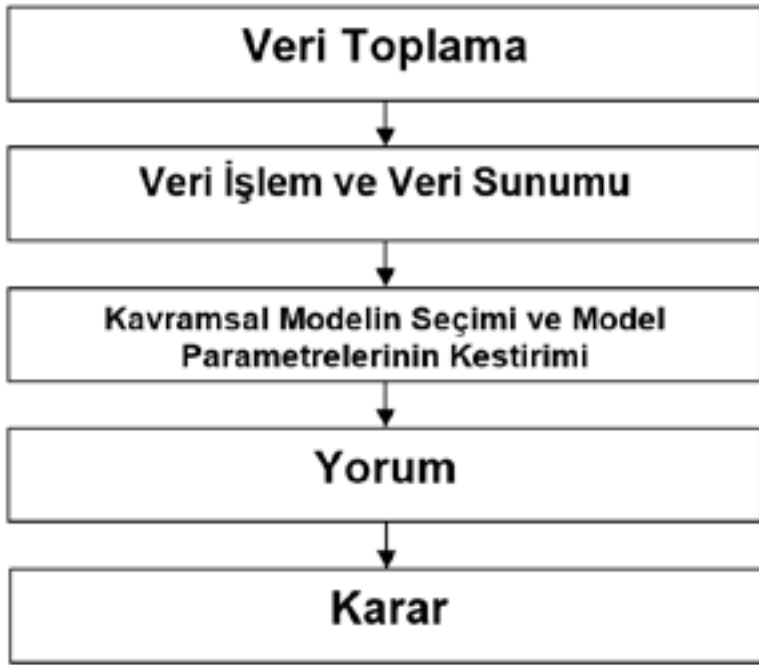 Veri Toplama
Veri İşlem ve Veri Sunumu
Kavramsal Modelin Seçimi ve Model
Parametrelerinin Kestirimi
Yorum
Karar